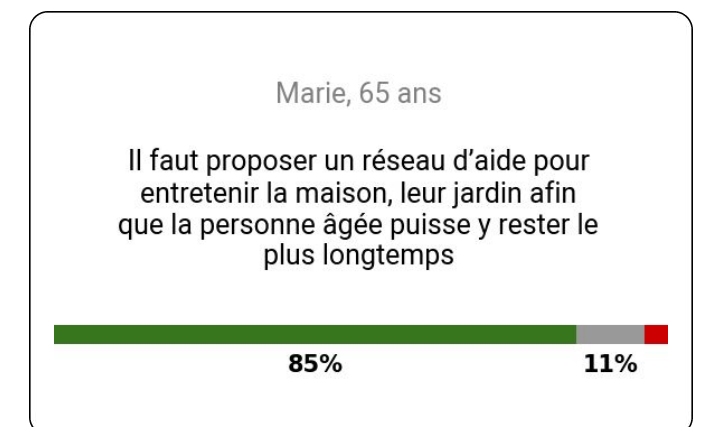 Marie, 65 ans
Il faut proposer un réseau d’aide pour
entretenir la maison, leur jardin afin
que la personne âgée puisse y rester le
plus longtemps
85%
11%